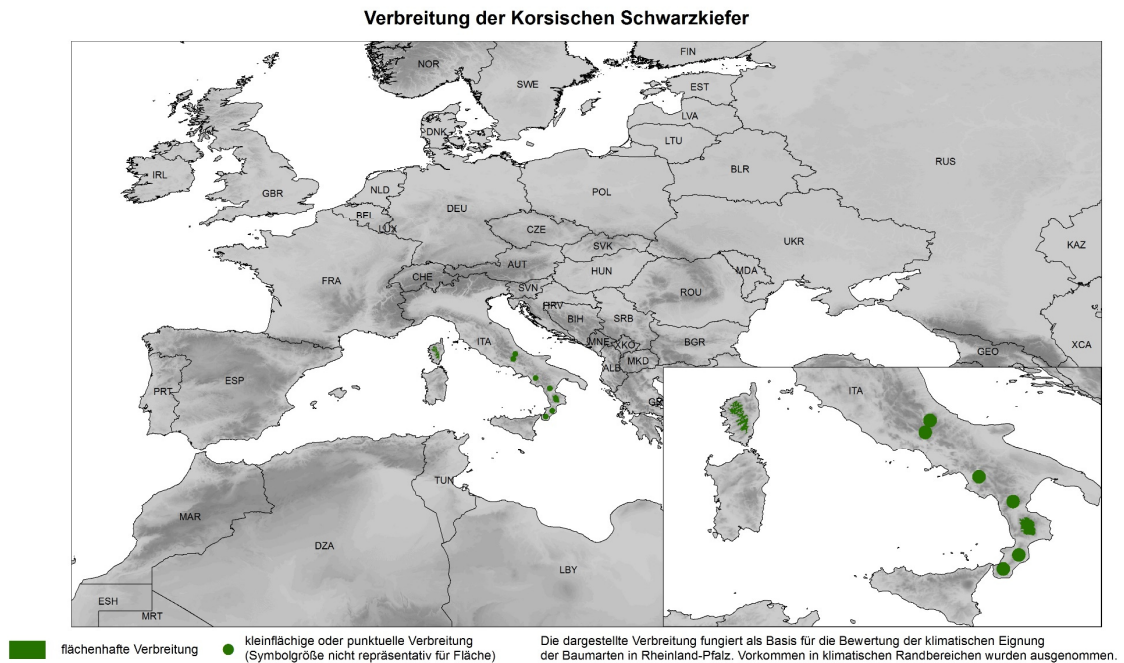 Verbreitung der Korsischen Schwarzkiefer
FIN
NOR
SWE
EST
LVA
DNK
LTU
BLR
RUS
IRL
GBR
NLD
POL
DEU
BEL
LUX
CZE
UKR
KAZ
SVK
AUT
HUN
MDA
CHE
FRA
SVN
ROU
HRV
BIH
SRB
ITA
MNE
XKO
BGR
GEO
XCA
MKD
ALB
PRT
ESP
ITA
TUN
MAR
DZA
LBY
ESH
MRT
flächenhafte Verbreitung
kleinflächige oder punktuelle Verbreitung
(Symbolgröße nicht repräsentativ für Fläche)
Die dargestellte Verbreitung fungiert als Basis für die Bewertung der klimatischen Eignung
der Baumarten in Rheinland-Pfalz. Vorkommen in klimatischen Randbereichen wurden ausgenommen.